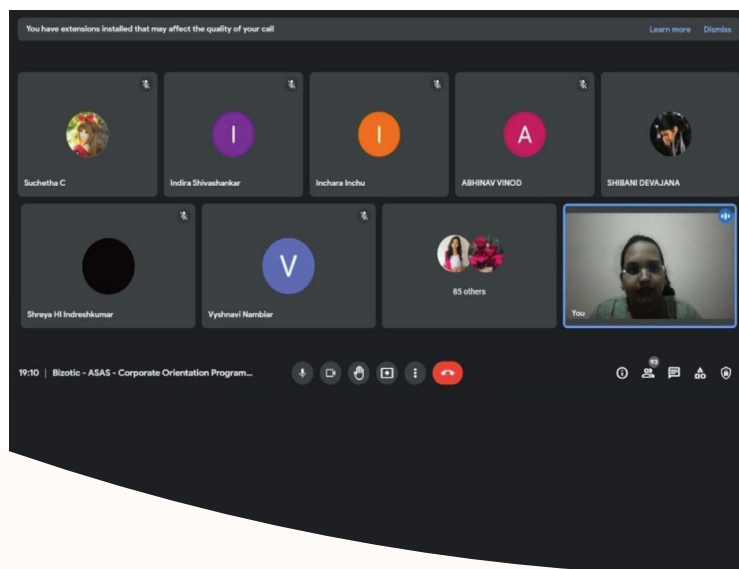 You have extensions installed that may affect the quality of your call
Learn more Dismiss
Suchetha C
I
Indira Shivashankar
I
Inchara Inchu
A
ABHINAV VINOD
SHIBANI DEVAJANA
Shreya HI Indreshkumar
V
Vyshnavi Nambiar
85 others
You
19:10 | Bizotic - ASAS - Corporate Orientation Program...
93